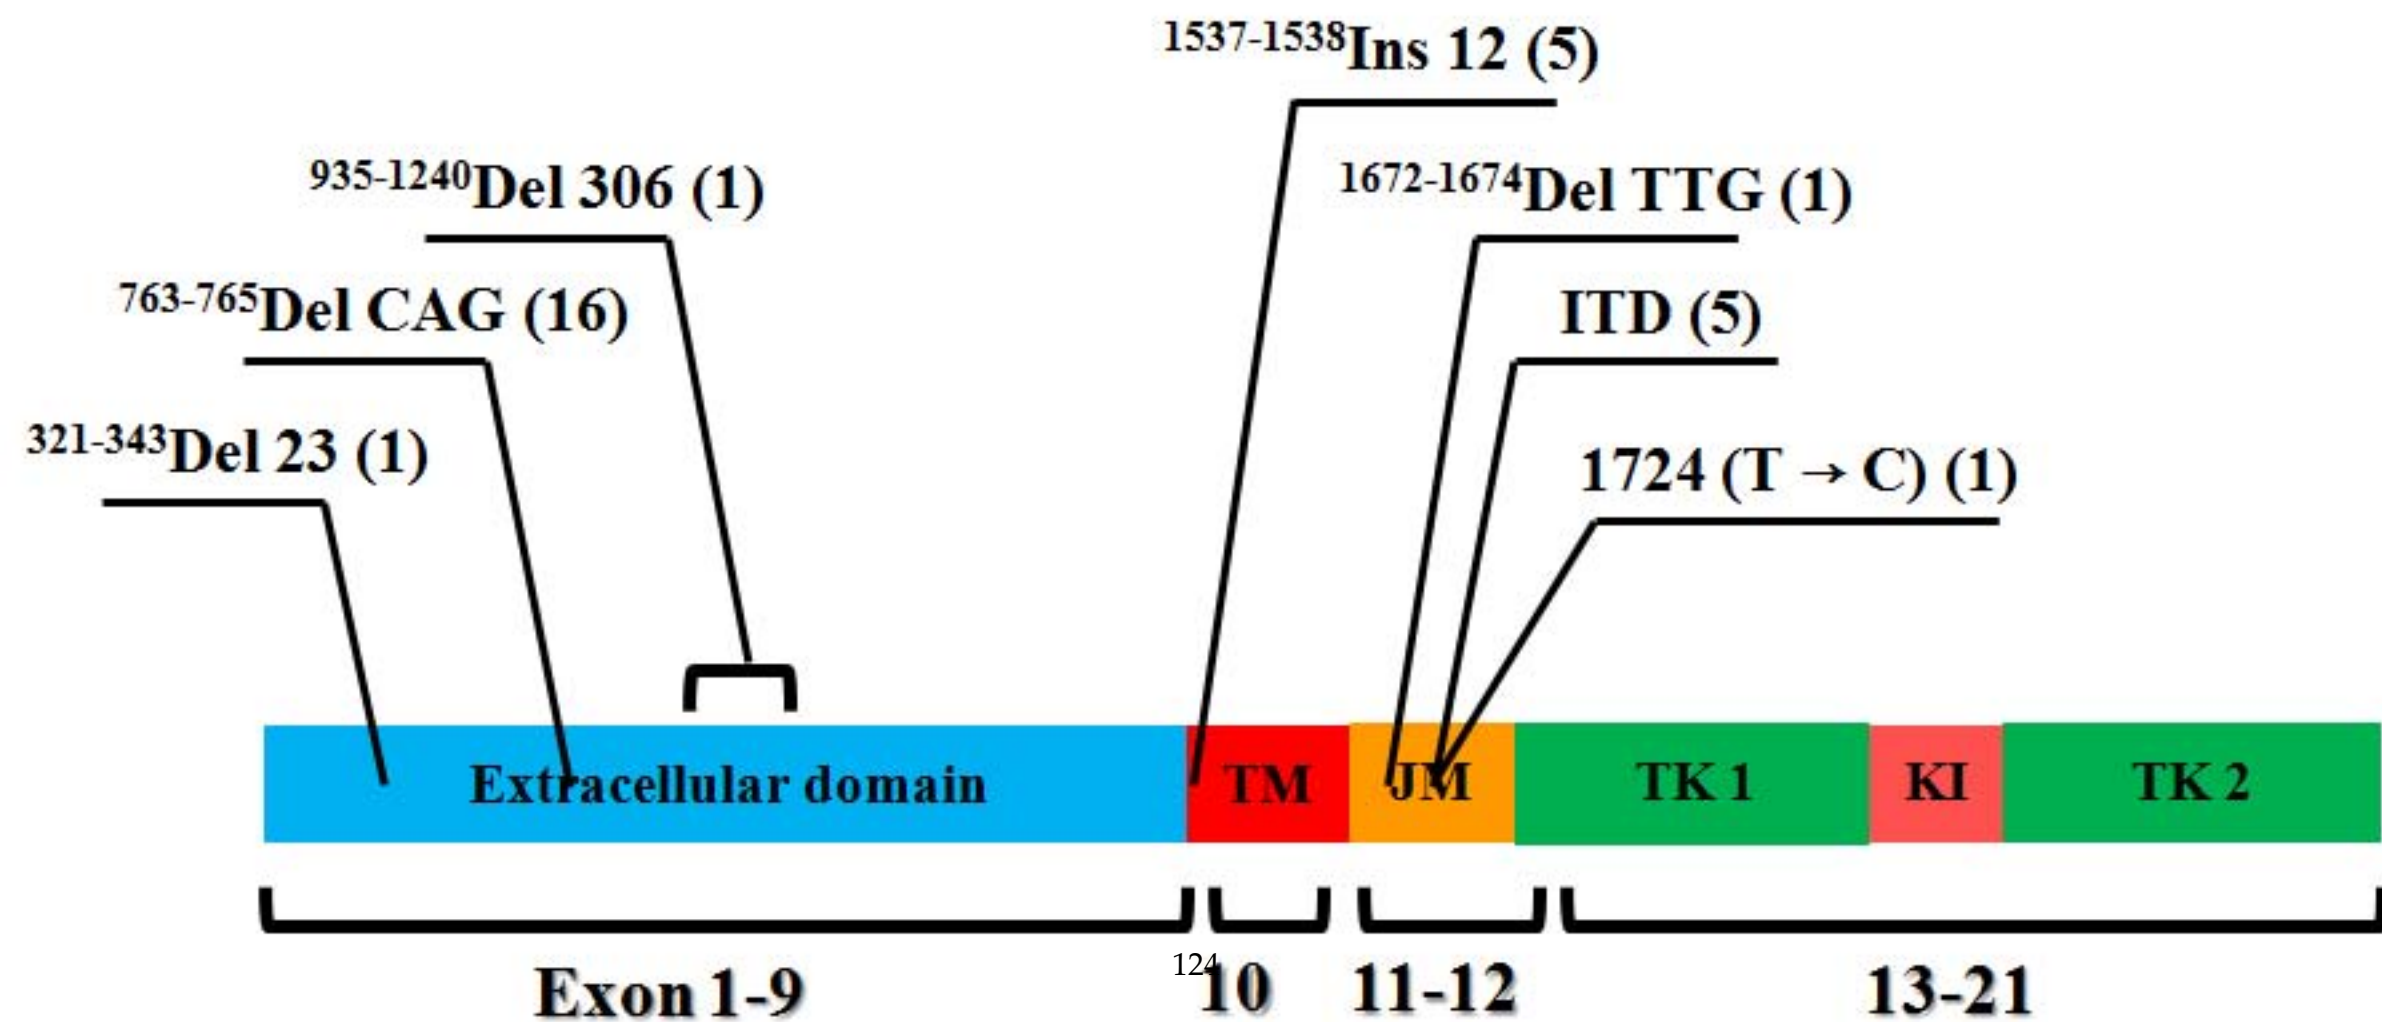 1537-1538Ins 12 (5)
935-1240Del 306 (1)
1672-1674Del TTG (1)
763-765Del CAG (16)
ITD (5)
321-343Del 23 (1)
1724 (T → C) (1)
Extracellular domain
TM
JM
TK 1
KI
TK 2
Exon 1-9
124
10
11-12
13-21